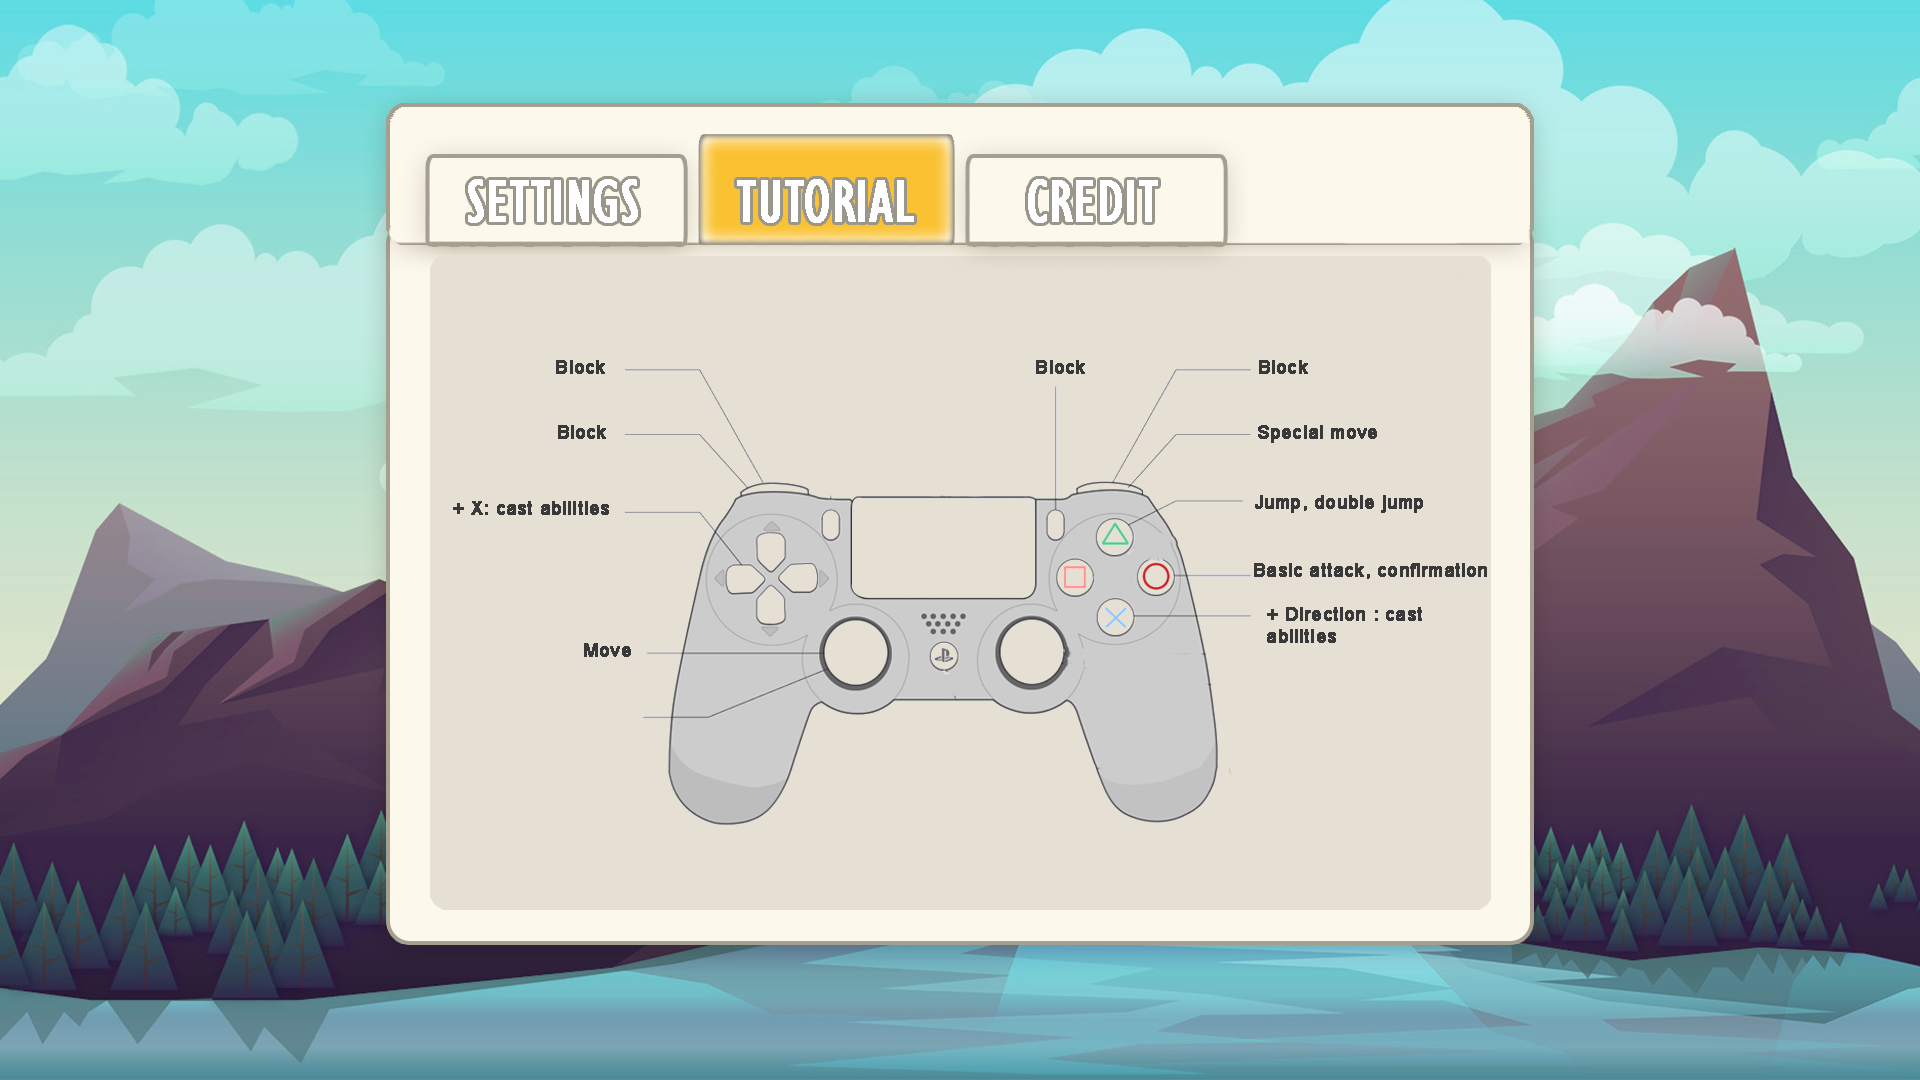 SETTINGS
TUTORIAL
CREDIT
Block
Block
Block
Block
Special move
+ X: cast abilities
Jump, double jump
Basic attack, confirmation
+ Direction : cast
abilities
Move